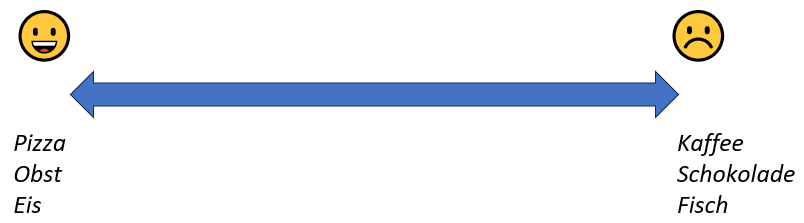 Pizza
Obst
Eis
Kaffee
Schokolade
Fisch